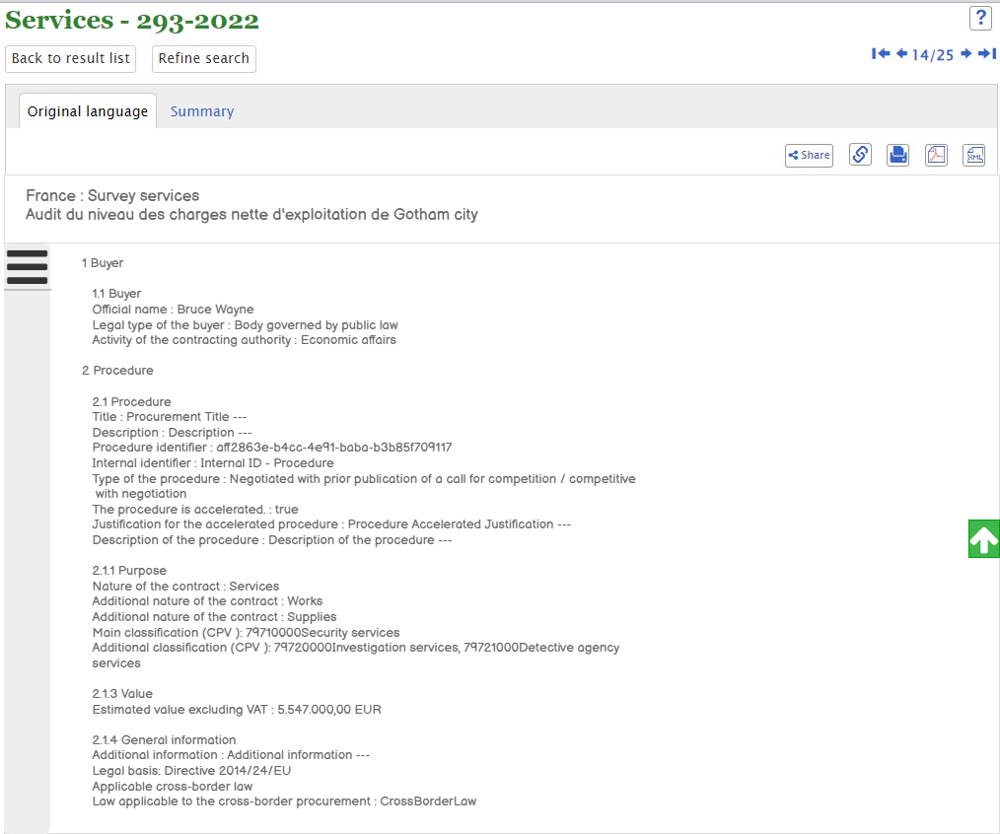 Services - 293-2022
?
Back to result list
Refine search
14/25
Original language
Summary
Share
XML
France : Survey services
Audit du niveau des charges nette d'exploitation de Gotham city
1 Buyer
1.1 Buyer
Official name : Bruce Wayne
Legal type of the buyer : Body governed by public law
Activity of the contracting authority : Economic affairs
2 Procedure
2.1 Procedure
Title : Procurement Title ---
Description : Description ---
Procedure identifier : aff2863e-b4cc-4e91-baba-b3b85f709117
Internal identifier : Internal ID - Procedure
Type of the procedure : Negotiated with prior publication of a call for competition / competitive
with negotiation
The procedure is accelerated. : true
Justification for the accelerated procedure : Procedure Accelerated Justification ---
Description of the procedure : Description of the procedure ---
2.1.1 Purpose
Nature of the contract : Services
Additional nature of the contract : Works
Additional nature of the contract : Supplies
Main classification (CPV ): 79710000Security services
Additional classification (CPV ): 79720000Investigation services, 79721000Detective agency
services
2.1.3 Value
Estimated value excluding VAT : 5.547.000,00 EUR
2.1.4 General information
Additional information : Additional information ---
Legal basis: Directive 2014/24/EU
Applicable cross-border law
Law applicable to the cross-border procurement : CrossBorderLaw